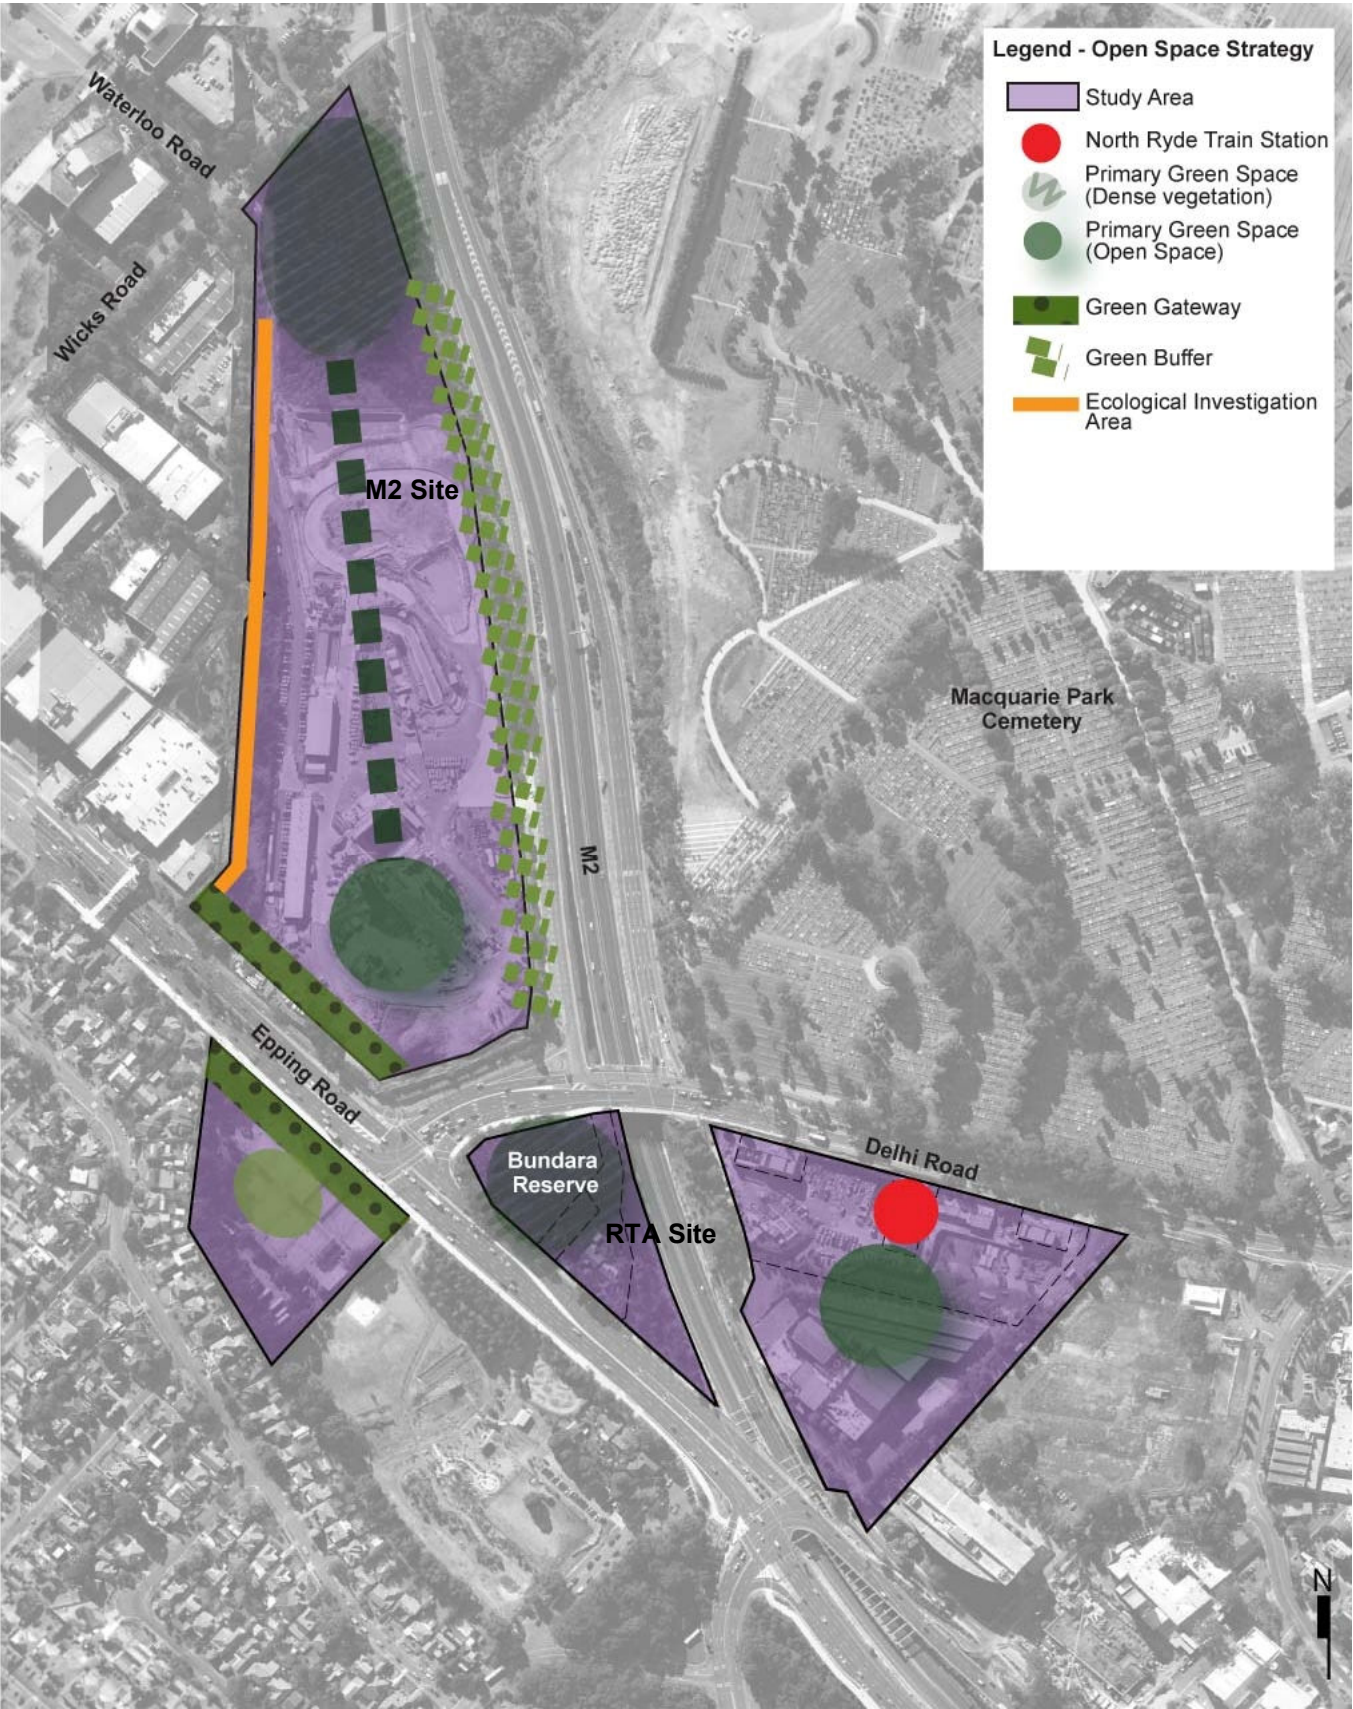 Legend - Open Space Strategy
Study Area
North Ryde Train Station
Primary Green Space
(Dense vegetation)
Primary Green Space
(Open Space)
Green Gateway
Green Buffer
Ecological Investigation
Area
Waterloo Road
Wicks Road
M2 Site
Macquarie Park
Cemetery
M2
Epping Road
Bundara
Reserve
Delhi Road
RTA Site
N